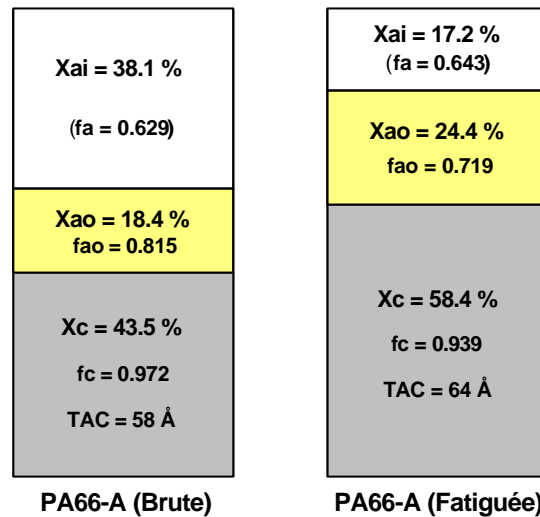 Xai = 38.1 %
(fa = 0.629)
Xao = 18.4 %
fao = 0.815
Xc = 43.5 %
fc = 0.972
TAC = 58 Å
PA66-A (Brute)
Xai = 17.2 %
(fa = 0.643)
Xao = 24.4 %
fao = 0.719
Xc = 58.4 %
fc = 0.939
TAC = 64 Å
PA66-A (Fatiguée)